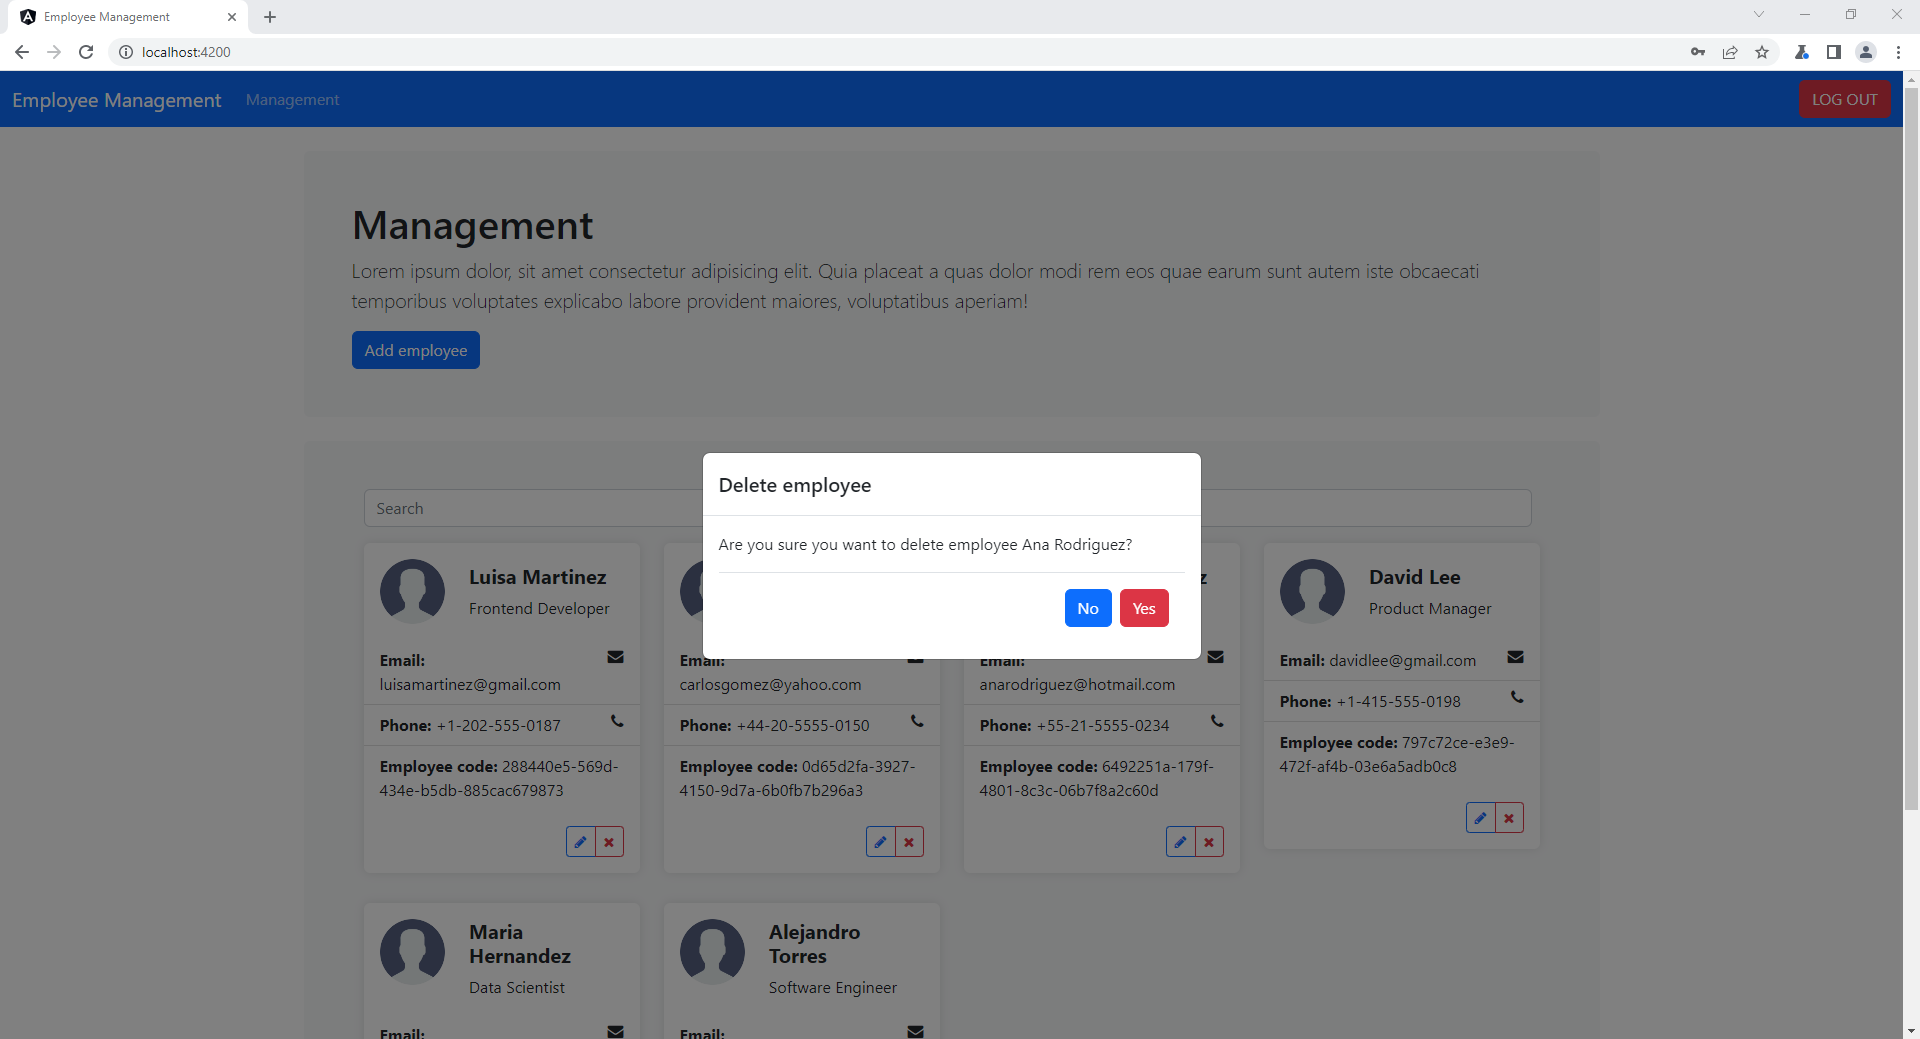 Employee Management
localhost:4200
Employee Management
Management
LOG OUT
Management
Lorem ipsum dolor, sit amet consectetur adipisicing elit. Quia placeat a quas dolor modi rem eos quae earum sunt autem iste obcaecati
temporibus voluptates explicabo labore provident maiores, voluptatibus aperiam!
Add employee
Search
Delete employee
Are you sure you want to delete employee Ana Rodriguez?
No
Yes
Luisa Martinez
Frontend Developer
Email:
luisamartinez@gmail.com
Phone: +1-202-555-0187
Employee code: 288440e5-569d-
434e-b5db-885cac679873
Email:
carlosgomez@yahoo.com
Phone: +44-20-5555-0150
Employee code: 0d65d2fa-3927-
4150-9d7a-6b0fb7b296a3
z
Email:
anarodriguez@hotmail.com
Phone: +55-21-5555-0234
Employee code: 6492251a-179f-
4801-8c3c-06b7f8a2c60d
David Lee
Product Manager
Email: davidlee@gmail.com
Phone: +1-415-555-0198
Employee code: 797c72ce-e3e9-
472f-af4b-03e6a5adb0c8
Maria
Hernandez
Data Scientist
Email:
Alejandro
Torres
Software Engineer
Email: